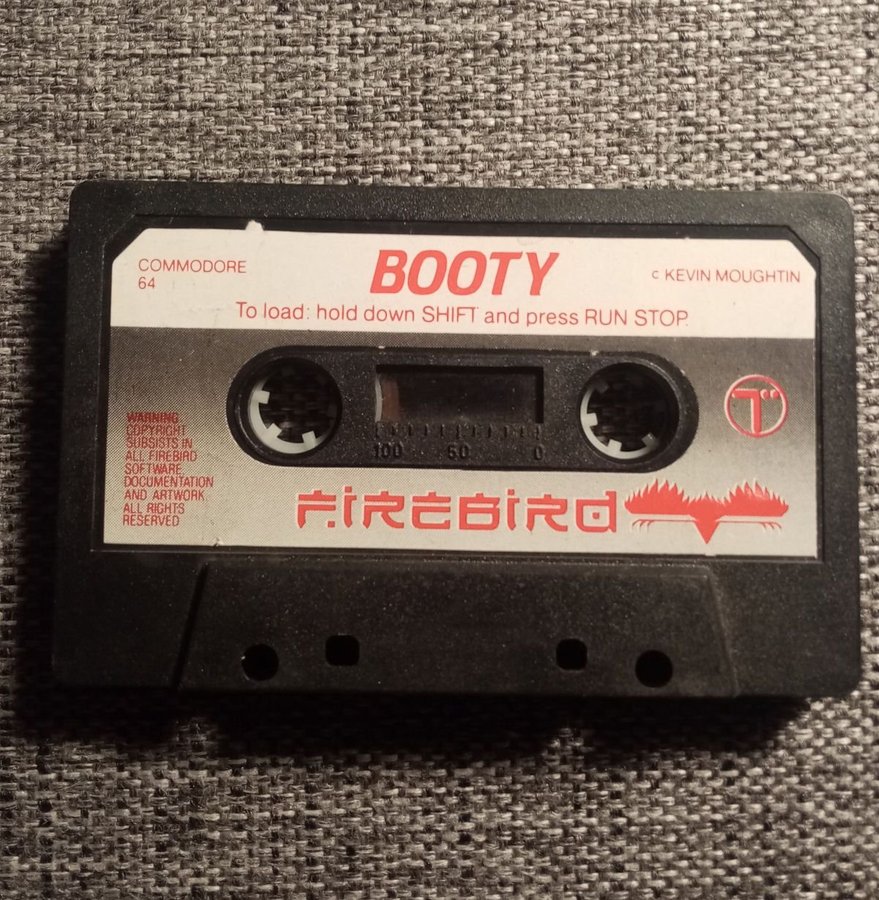 COMMODORE
64
BOOTY
c KEVIN MOUGHTIN
To load: hold down SHIFT and press RUN STOP.
WARNING
COPYRIGHT
SUBSISTS IN
ALL FIREBIRD
SOFTWARE,
DOCUMENTATION
AND ARTWORK
ALL RIGHTS
RESERVED
100 50 0
T
FIREBIRD